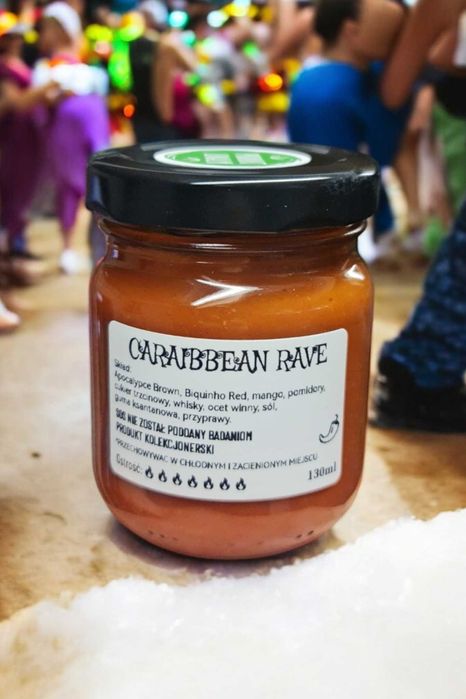 CARAIBBEAN RAVE
Skład:
Apocalypce Brown, Biquinho Red, mango, pomidory,
cukier trzcinowy, whisky, ocet winny, sól,
guma ksantanowa, przyprawy.
SOS NIE ZOSTAŁ PODDANY BADANIOM
PRODUKT KOLEKCJONERSKI
PRZECHOWYWAĆ W CHŁODNYM I ZACIENIONYM MIEJSCU
Ostrość:
130ml